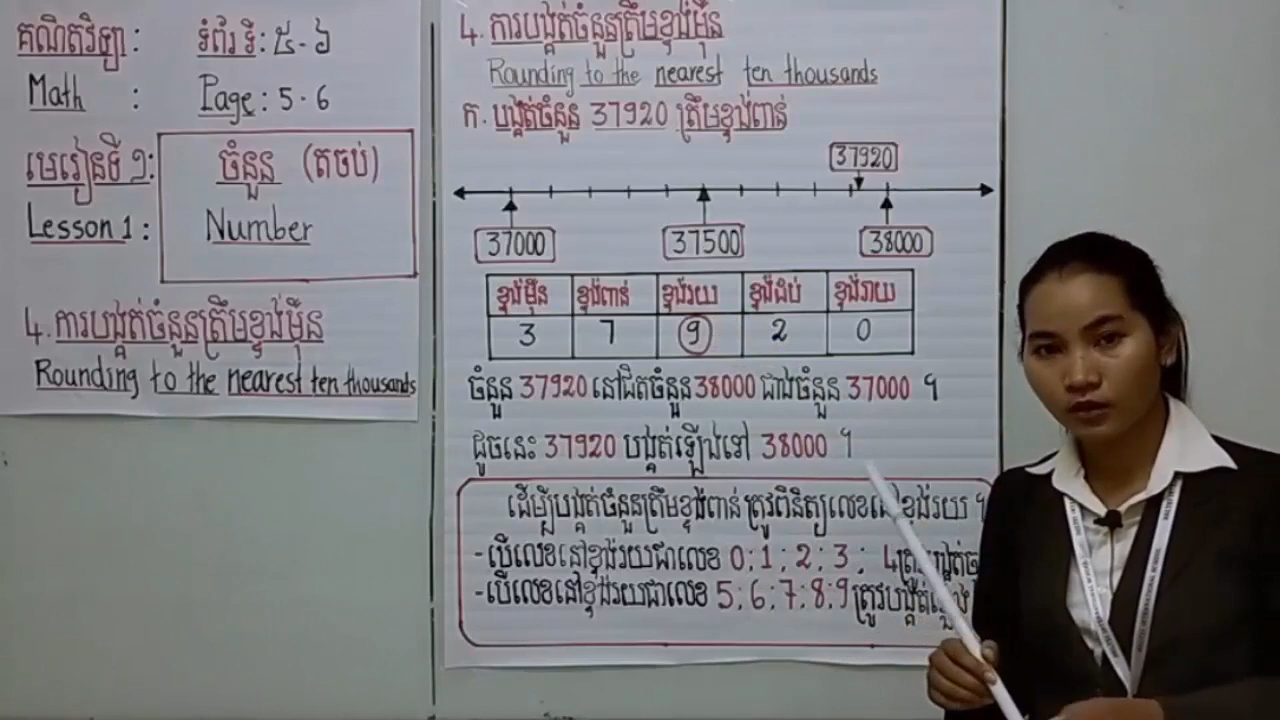 គណិតវិទ្យា : ទំព័រ ទី : ៥ - ៦
Math : Page : 5 - 6
មេរៀនទី ១ : ចំនួន (តចប់)
Lesson 1 : Number
4. ការបង្គត់ចំនួនត្រឹមខ្ទង់ម៉ឺន
Rounding to the nearest ten thousands
4. ការបង្គត់ចំនួនត្រឹមខ្ទង់ម៉ឺន
Rounding to the nearest ten thousands
ក. បង្គត់ចំនួន 37920 ត្រឹមខ្ទង់ពាន់
37920
37000 37500 38000
ខ្ទង់ម៉ឺន ខ្ទង់ពាន់ ខ្ទង់រយ ខ្ទង់ដប់ ខ្ទង់រាយ
3 7 9 2 0
ចំនួន 37920 នៅជិតចំនួន 38000 ជាងចំនួន 37000 ។
ដូចនេះ 37920 បង្គត់ឡើងទៅ 38000 ។
ដើម្បីបង្គត់ចំនួនត្រឹមខ្ទង់ពាន់ ត្រូវពិនិត្យលេខនៅខ្ទង់រយ ។
- បើលេខនៅខ្ទង់រយជាលេខ 0 ; 1 ; 2 ; 3 ; 4 ត្រូវបង្គត់
- បើលេខនៅខ្ទង់រយជាលេខ 5 ; 6 ; 7 ; 8 ; 9 ត្រូវបង្គត់ឡើង